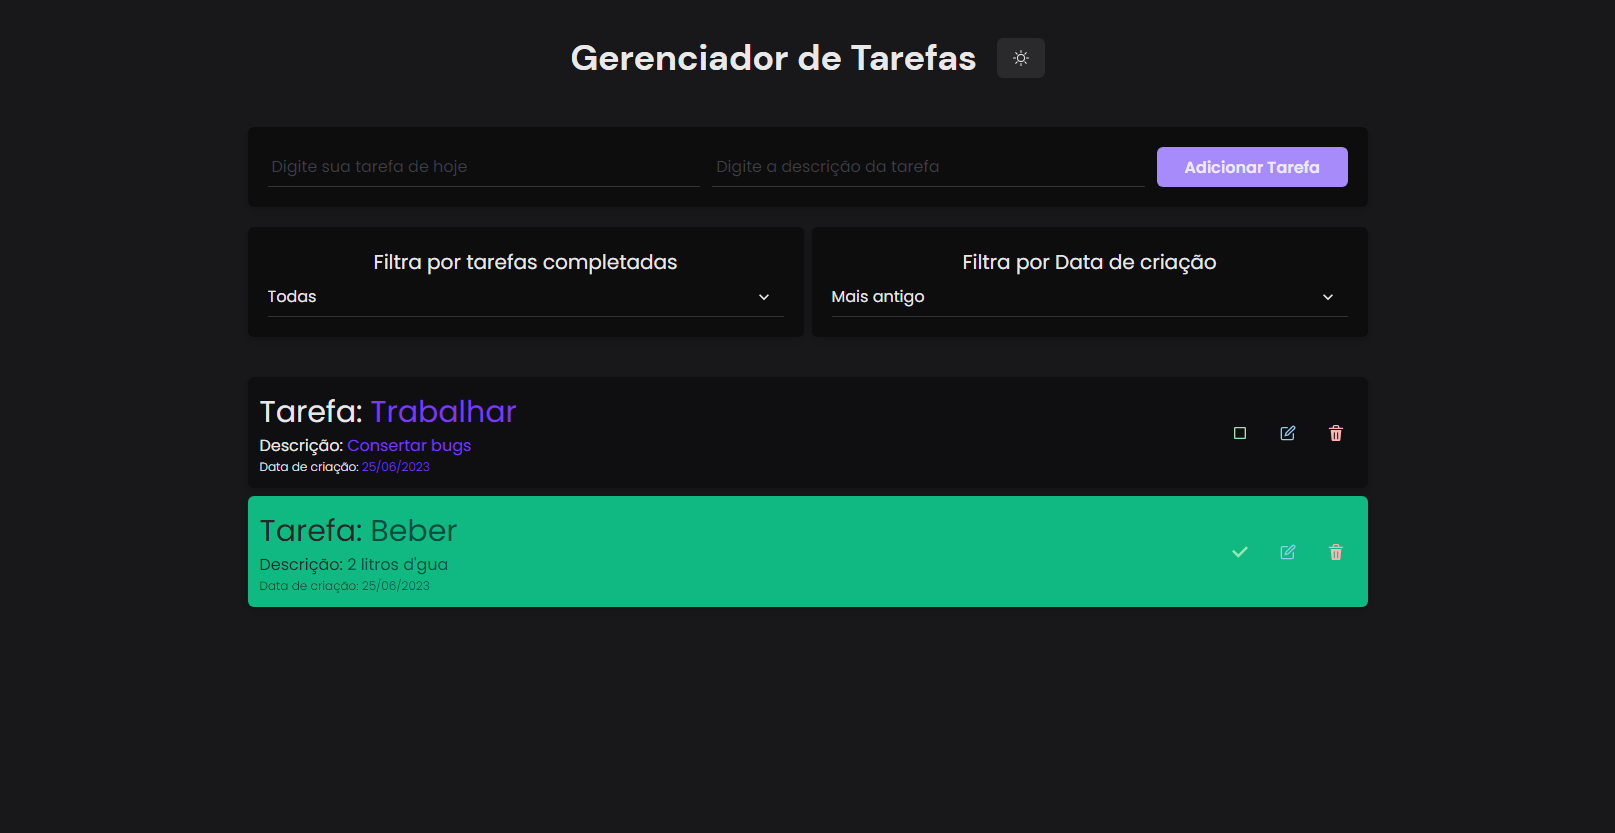 Gerenciador de Tarefas
Digite sua tarefa de hoje
Digite a descrição da tarefa
Adicionar Tarefa
Filtra por tarefas completadas
Todas
Filtra por Data de criação
Mais antigo
Tarefa: Trabalhar
Descrição: Consertar bugs
Data de criação: 25/06/2023
Tarefa: Beber
Descrição: 2 litros d'gua
Data de criação: 25/06/2023